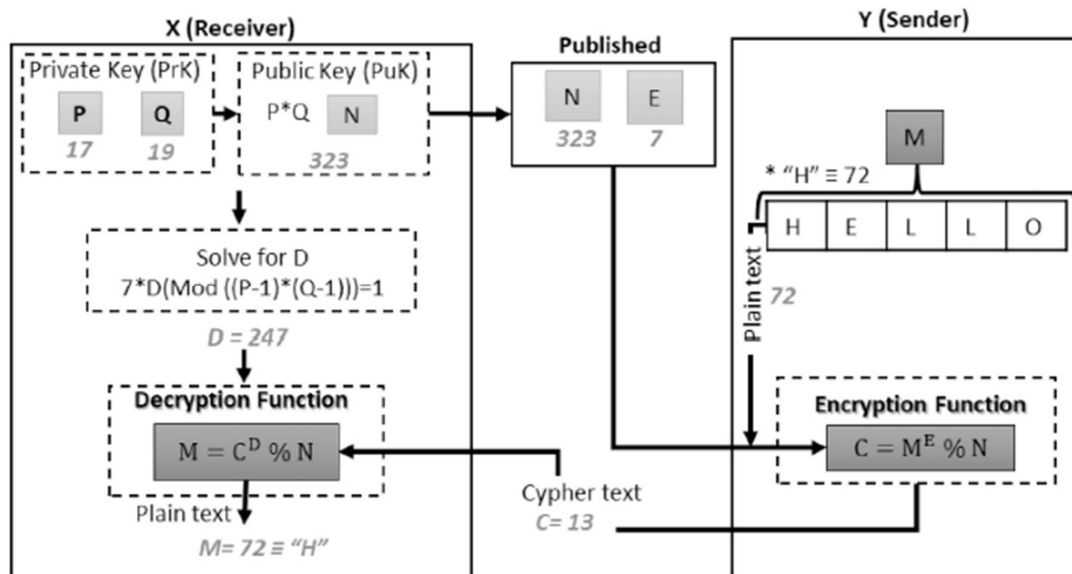 X (Receiver)
Private Key (PrK)
P
Q
17
19
Public Key (PuK)
P*Q
N
323
Solve for D
7*D(Mod ((P-1)*(Q-1)))=1
D = 247
Decryption Function
M = C^D % N
Plain text
M= 72 ≡ "H"
Published
N
E
323
7
Cypher text
C= 13
Y (Sender)
M
* "H" ≡ 72
H E L L O
Plain text
72
Encryption Function
C = M^E % N